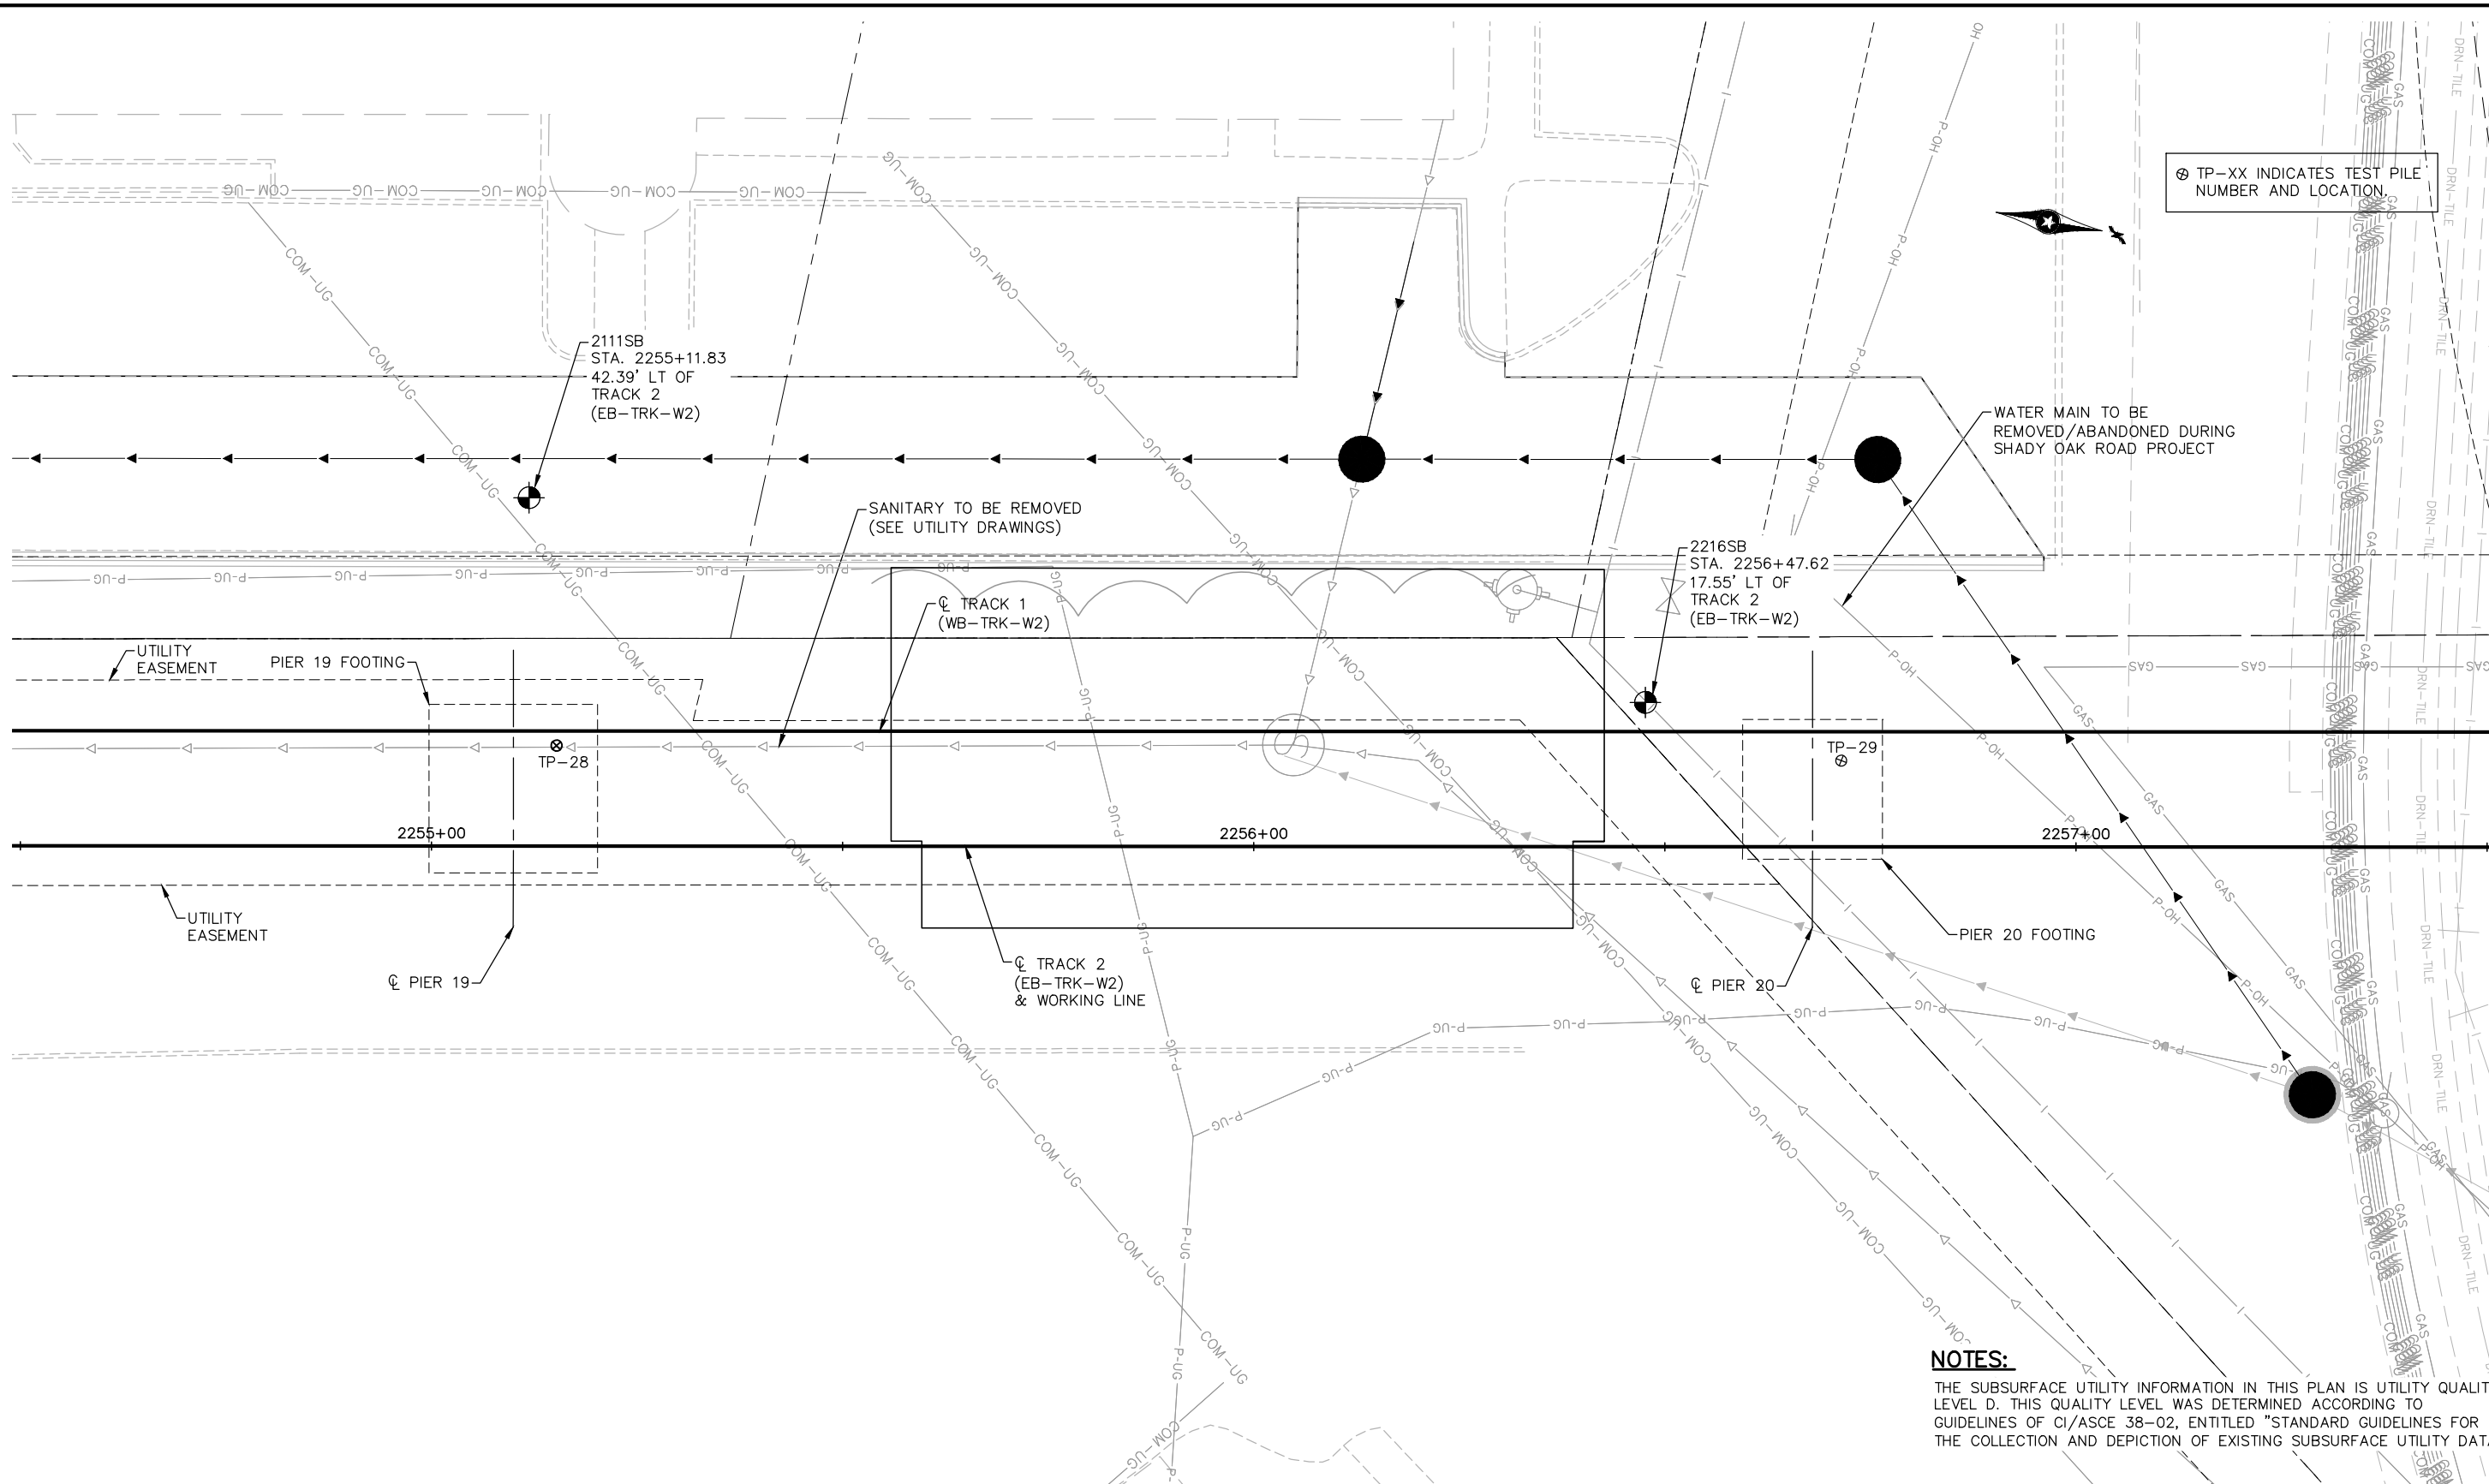 ⊗ TP-XX INDICATES TEST PILE
NUMBER AND LOCATION.
2111SB
STA. 2255+11.83
42.39' LT OF
TRACK 2
(EB-TRK-W2)
WATER MAIN TO BE
REMOVED/ABANDONED DURING
SHADY OAK ROAD PROJECT
SANITARY TO BE REMOVED
(SEE UTILITY DRAWINGS)
2216SB
STA. 2256+47.62
17.55' LT OF
TRACK 2
(EB-TRK-W2)
℄ TRACK 1
(WB-TRK-W2)
UTILITY
EASEMENT
PIER 19 FOOTING
TP-28
TP-29
2255+00
2256+00
2257+00
UTILITY
EASEMENT
℄ PIER 19
℄ TRACK 2
(EB-TRK-W2)
& WORKING LINE
℄ PIER 20
PIER 20 FOOTING
COM-UG
P-UG
P-OH
GAS
DRN-TILE
NOTES:
THE SUBSURFACE UTILITY INFORMATION IN THIS PLAN IS UTILITY QUALIT
LEVEL D. THIS QUALITY LEVEL WAS DETERMINED ACCORDING TO
GUIDELINES OF CI/ASCE 38-02, ENTITLED "STANDARD GUIDELINES FOR
THE COLLECTION AND DEPICTION OF EXISTING SUBSURFACE UTILITY DAT